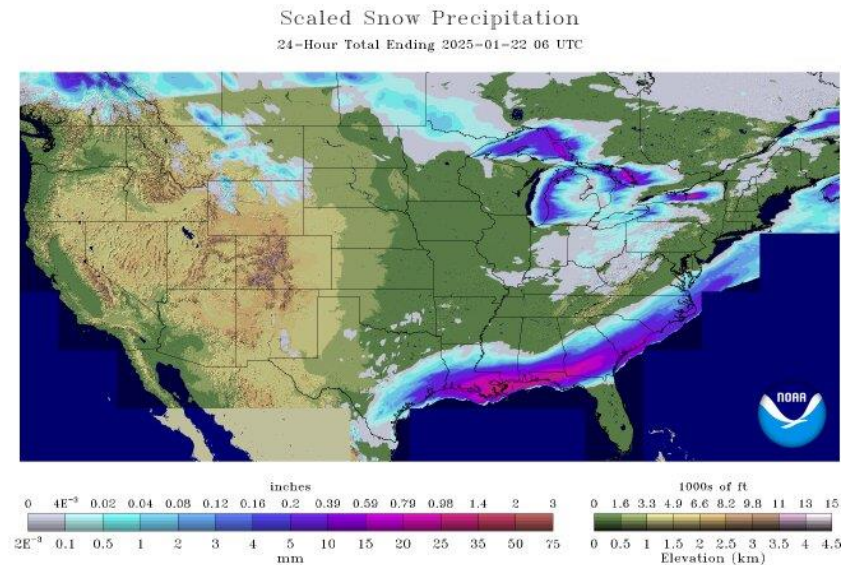 Scaled Snow Precipitation
24-Hour Total Ending 2025-01-22 06 UTC
NOAA
inches
0 4E⁻³ 0.02 0.04 0.08 0.12 0.16 0.2 0.39 0.59 0.79 0.98 1.4 2 3
2E⁻³ 0.1 0.5 1 2 3 4 5 10 15 20 25 35 50 75
mm
1000s of ft
0 1.6 3.3 4.9 6.6 8.2 9.8 11 13 15
0 0.5 1 1.5 2 2.5 3 3.5 4 4.5
Elevation (km)